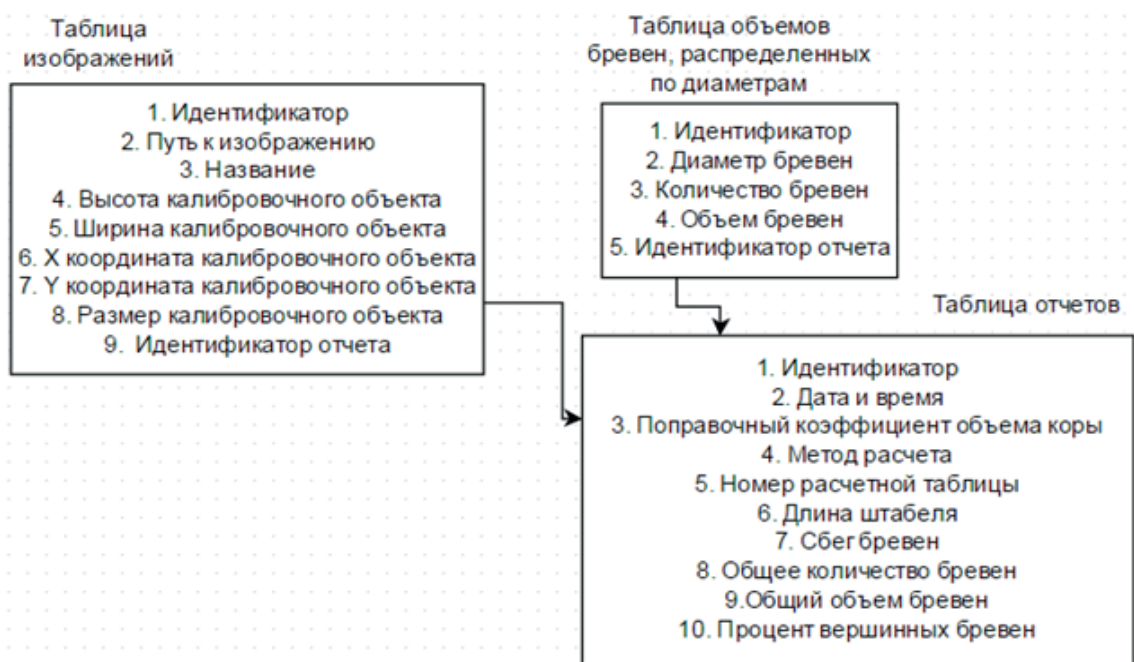 Таблица
изображений
1. Идентификатор
2. Путь к изображению
3. Название
4. Высота калибровочного объекта
5. Ширина калибровочного объекта
6. X координата калибровочного объекта
7. Y координата калибровочного объекта
8. Размер калибровочного объекта
9. Идентификатор отчета
Таблица объемов
бревен, распределенных
по диаметрам
1. Идентификатор
2. Диаметр бревен
3. Количество бревен
4. Объем бревен
5. Идентификатор отчета
Таблица отчетов
1. Идентификатор
2. Дата и время
3. Поправочный коэффициент объема коры
4. Метод расчета
5. Номер расчетной таблицы
6. Длина штабеля
7. Сбег бревен
8. Общее количество бревен
9.Общий объем бревен
10. Процент вершинных бревен